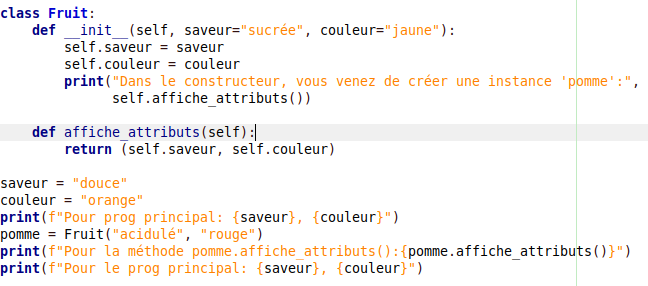 class Fruit:
    def __init__(self, saveur="sucrée", couleur="jaune"):
        self.saveur = saveur
        self.couleur = couleur
        print("Dans le constructeur, vous venez de créer une instance 'pomme':",
              self.affiche_attributs())

    def affiche_attributs(self):
        return (self.saveur, self.couleur)

saveur = "douce"
couleur = "orange"
print(f"Pour prog principal: {saveur}, {couleur}")
pomme = Fruit("acidulé", "rouge")
print(f"Pour la méthode pomme.affiche_attributs():{pomme.affiche_attributs()}")
print(f"Pour le prog principal: {saveur}, {couleur}")